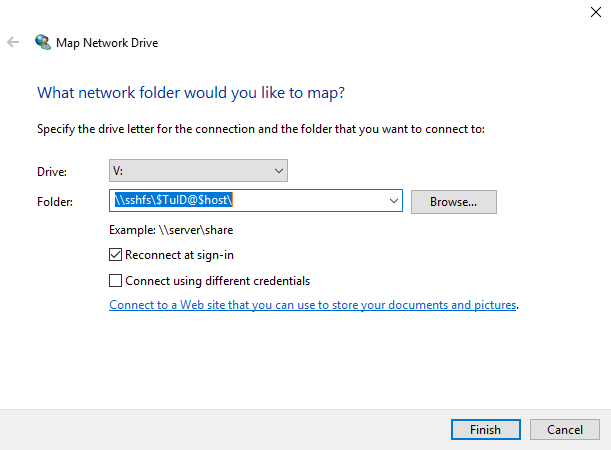 Map Network Drive
What network folder would you like to map?
Specify the drive letter for the connection and the folder that you want to connect to:
Drive: V:
Folder: \\sshfs\$TuID@$host\ Browse...
Example: \\server\share
Reconnect at sign-in
Connect using different credentials
Connect to a Web site that you can use to store your documents and pictures.
Finish Cancel